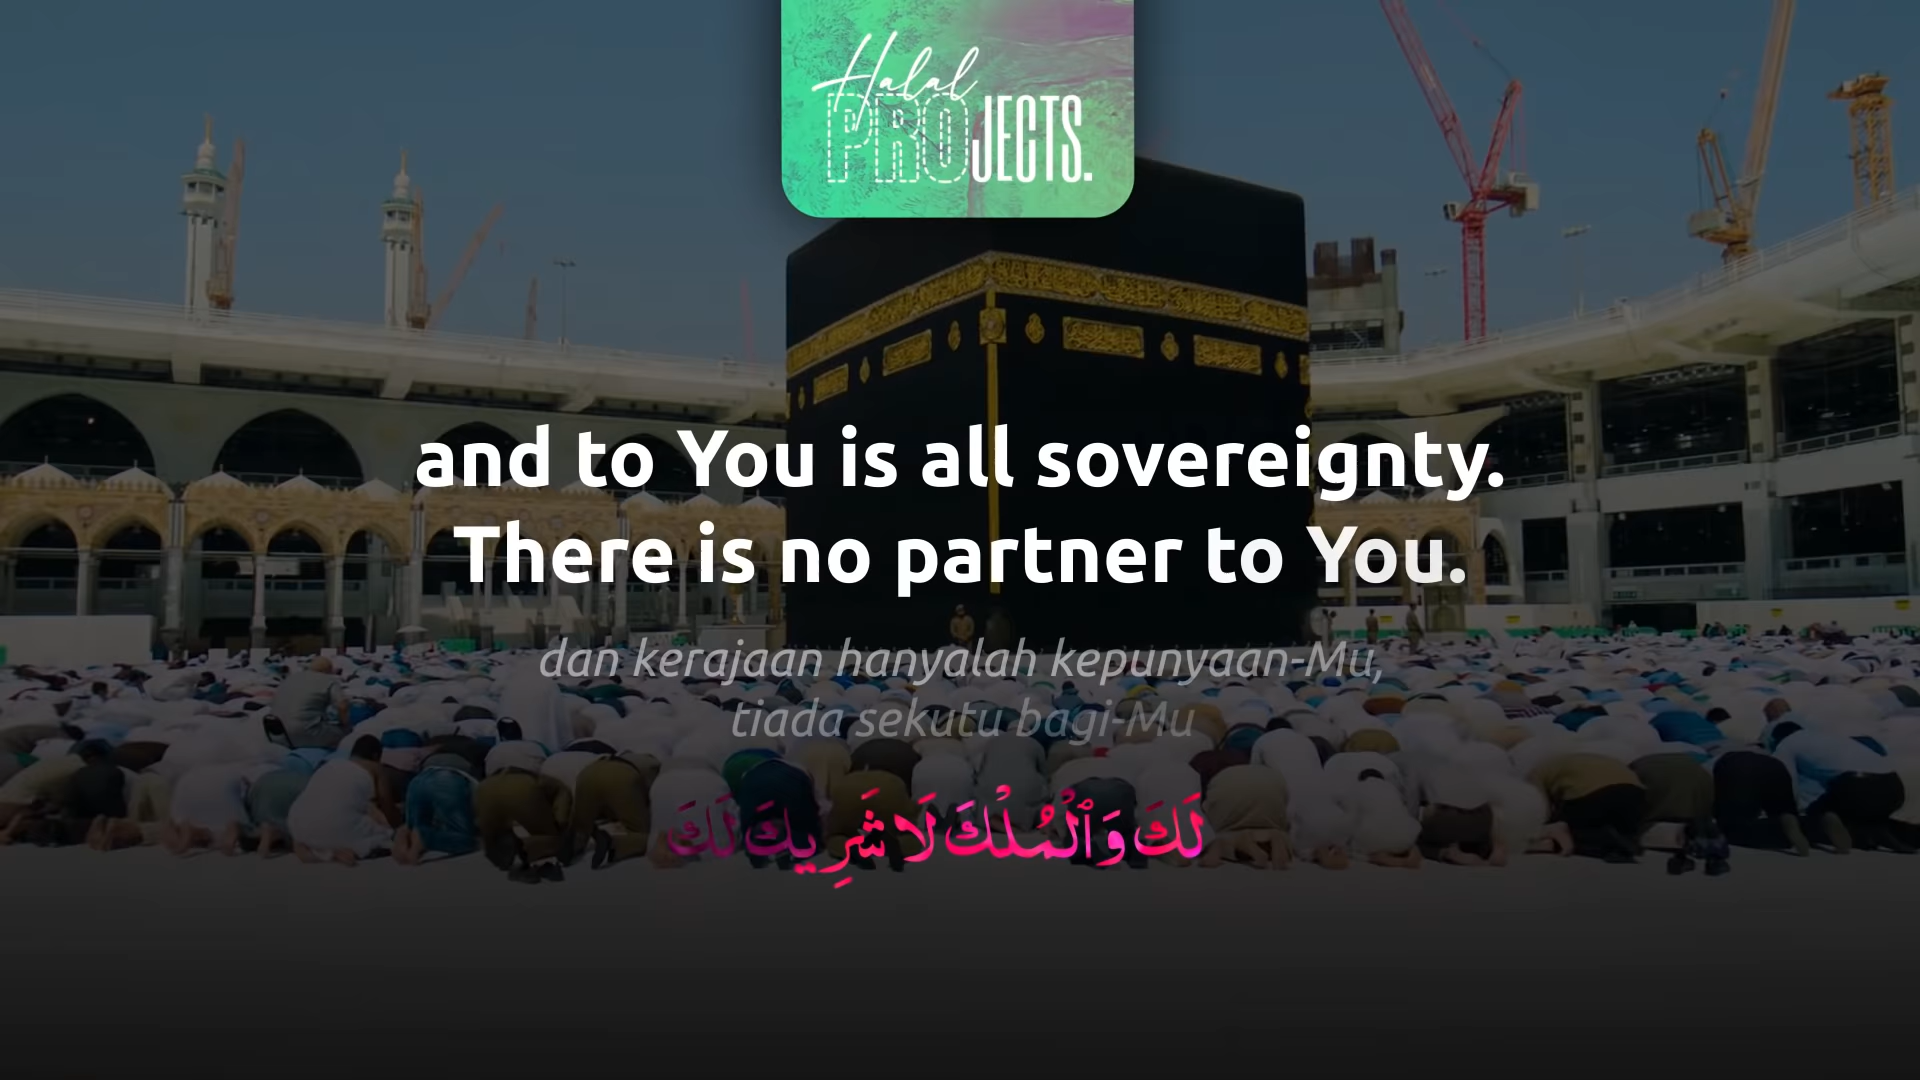 Halal
PROJECTS.
and to You is all sovereignty.
There is no partner to You.
dan kerajaan hanyalah kepunyaan-Mu,
tiada sekutu bagi-Mu
لَكَ وَٱلْمُلْكَ لَا شَرِيكَ لَكَ